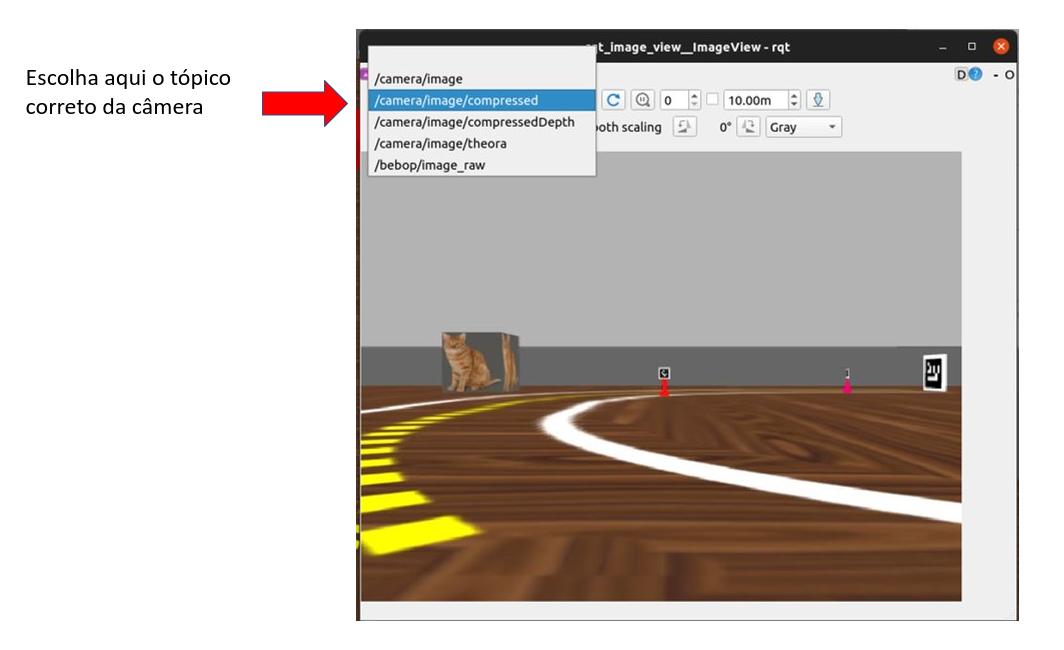 Escolha aqui o tópico
correto da câmera
t_image_view__ImageView - rqt
D
- O
/camera/image
/camera/image/compressed
0
10.00m
/camera/image/compressedDepth
ooth scaling
0°
Gray
/camera/image/theora
/bebop/image_raw
1